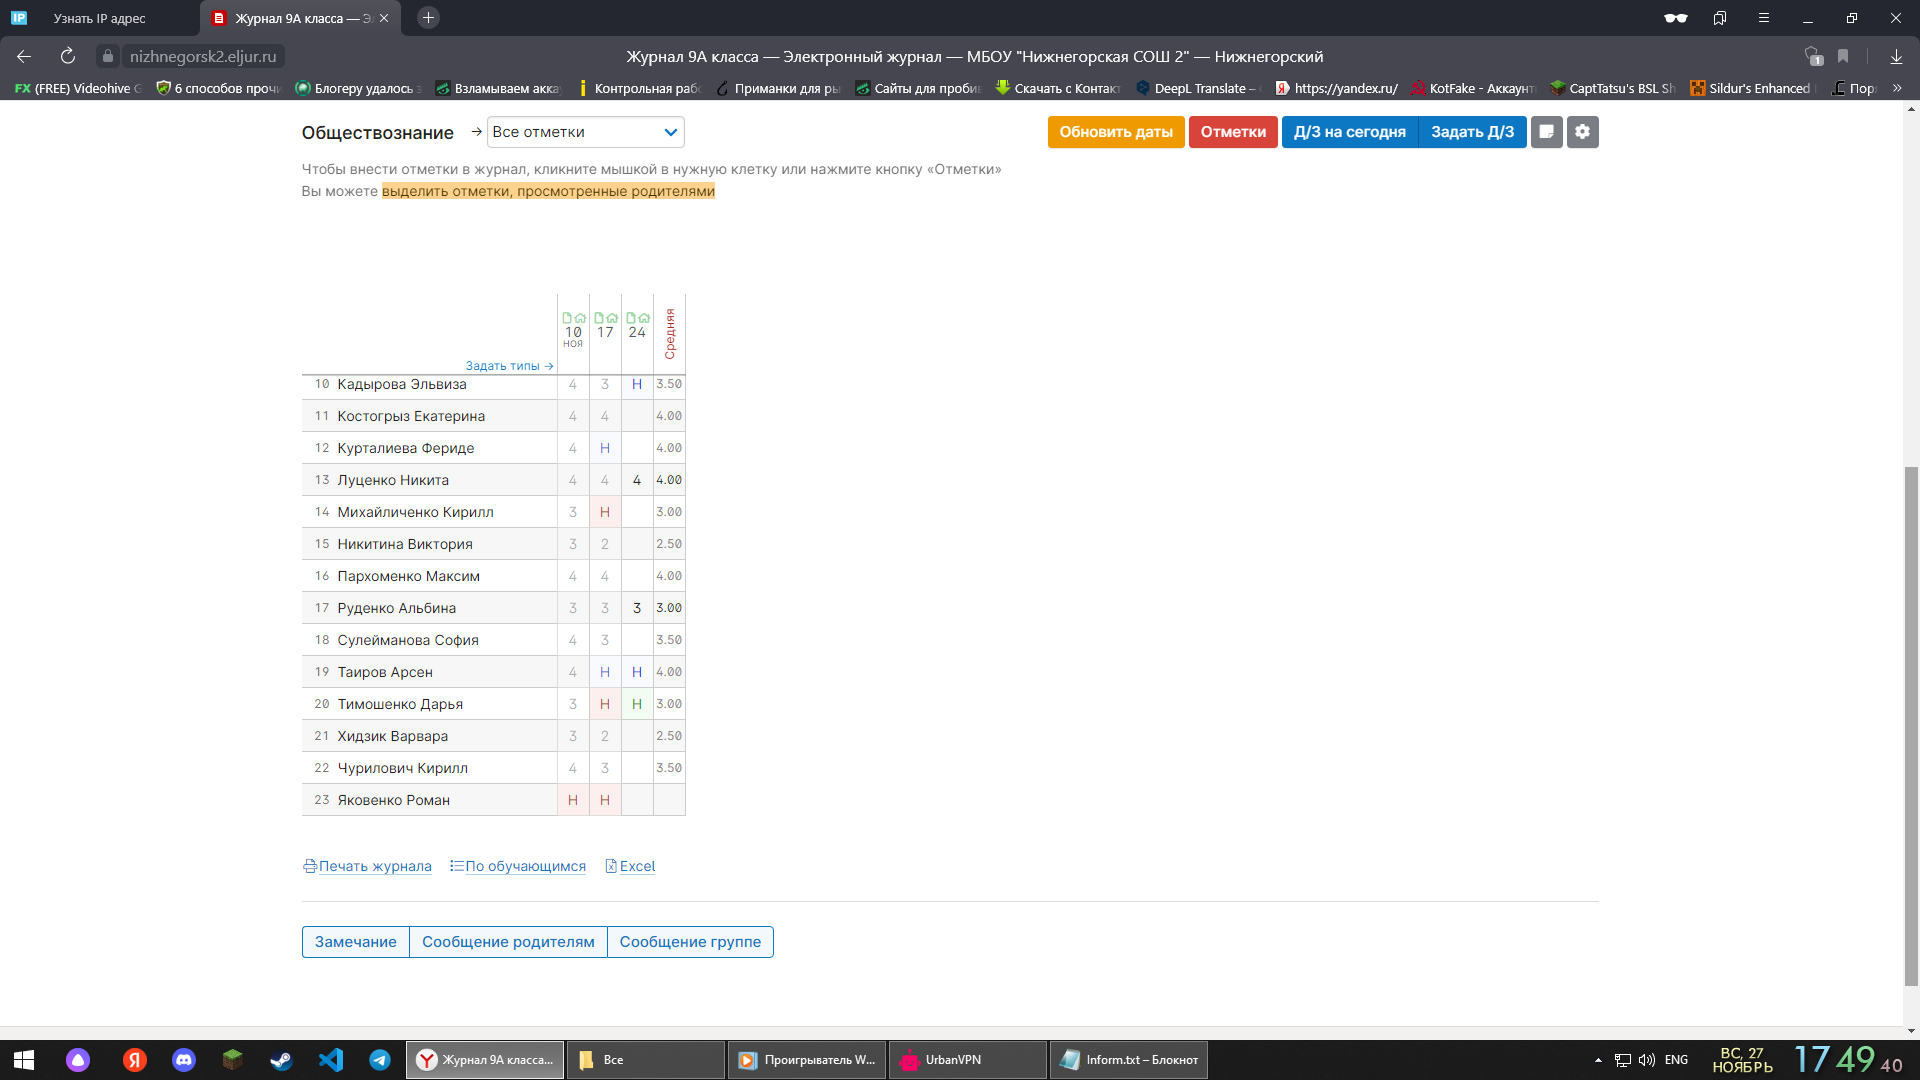 Узнать IP адрес
Журнал 9А класса — Эл
nizhnegorsk2.eljur.ru
Журнал 9А класса — Электронный журнал — МБОУ "Нижнегорская СОШ 2" — Нижнегорский
1
FX (FREE) Videohive
6 способов прочи
Блогеру удалось
Взламываем акка
Контрольная раб
Приманки для ры
Сайты для проби
Скачать с Контак
DeepL Translate –
https://yandex.ru/
KotFake - Аккаунт
CaptTatsu's BSL Sh
Sildur's Enhanced
Пор
Обществознание → Все отметки
Обновить даты Отметки Д/З на сегодня Задать Д/З
Чтобы внести отметки в журнал, кликните мышкой в нужную клетку или нажмите кнопку «Отметки»
Вы можете выделить отметки, просмотренные родителями
10 17 24 Средняя
НОЯ
Задать типы →
10 Кадырова Эльвиза 4 3 Н 3.50
11 Костогрыз Екатерина 4 4 4.00
12 Курталиева Фериде 4 Н 4.00
13 Луценко Никита 4 4 4 4.00
14 Михайличенко Кирилл 3 Н 3.00
15 Никитина Виктория 3 2 2.50
16 Пархоменко Максим 4 4 4.00
17 Руденко Альбина 3 3 3 3.00
18 Сулейманова София 4 3 3.50
19 Таиров Арсен 4 Н Н 4.00
20 Тимошенко Дарья 3 Н Н 3.00
21 Хидзик Варвара 3 2 2.50
22 Чурилович Кирилл 4 3 3.50
23 Яковенко Роман Н Н
Печать журнала По обучающимся Excel
Замечание Сообщение родителям Сообщение группе
Журнал 9А класса...
Все
Проигрыватель W...
UrbanVPN
Inform.txt – Блокнот
ENG
ВС, 27
НОЯБРЬ
17 49 40